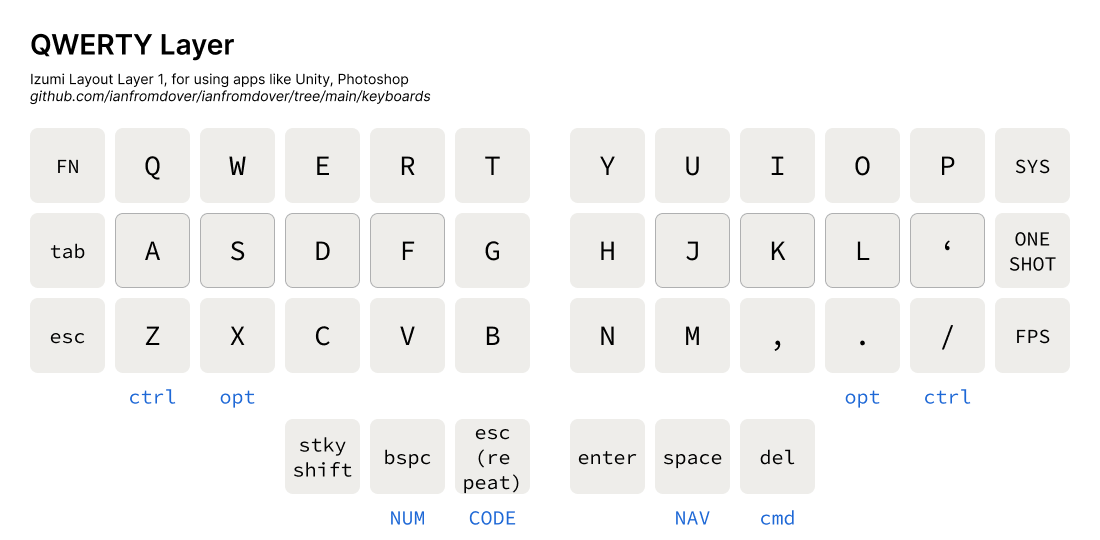 QWERTY Layer
Izumi Layout Layer 1, for using apps like Unity, Photoshop
github.com/ianfromdover/ianfromdover/tree/main/keyboards
FN Q W E R T Y U I O P SYS
tab A S D F G H J K L ‘ ONE SHOT
esc Z X C V B N M , . / FPS
ctrl opt opt ctrl
stky shift bspc esc (re peat) enter space del
NUM CODE NAV cmd